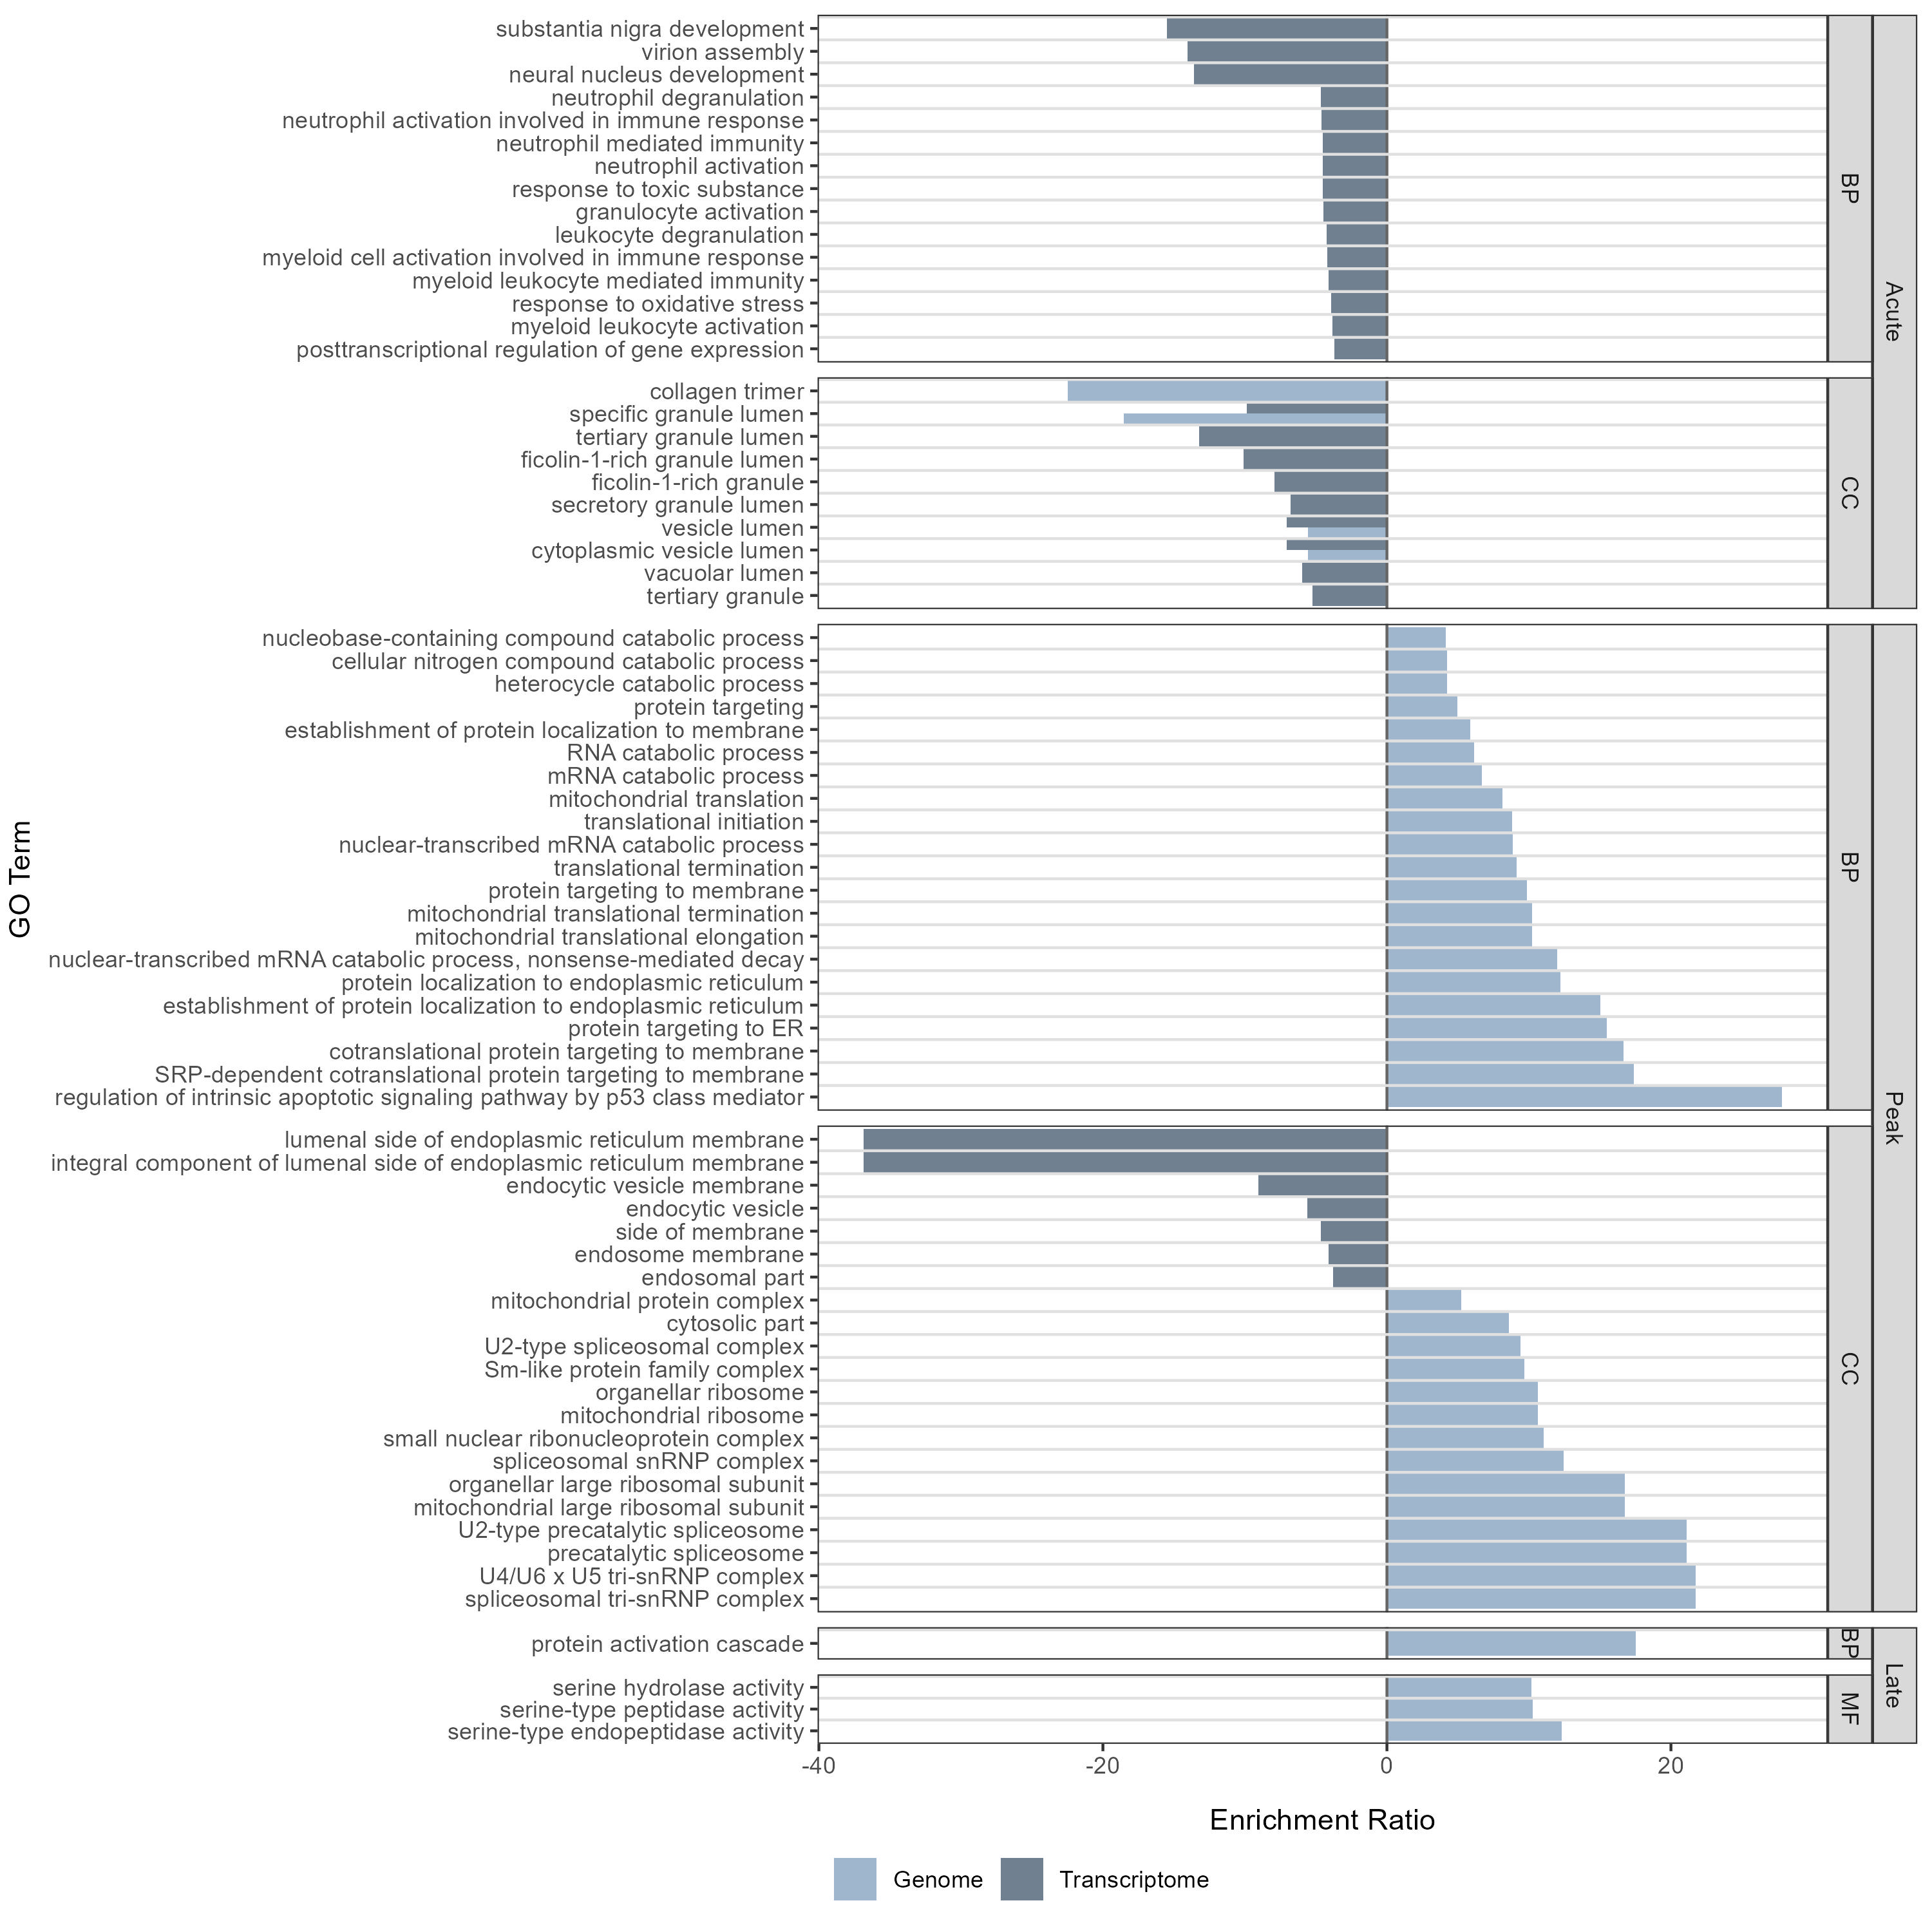 substantia nigra development
virion assembly
neural nucleus development
neutrophil degranulation
neutrophil activation involved in immune response
neutrophil mediated immunity
neutrophil activation
response to toxic substance
granulocyte activation
leukocyte degranulation
myeloid cell activation involved in immune response
myeloid leukocyte mediated immunity
response to oxidative stress
myeloid leukocyte activation
posttranscriptional regulation of gene expression
BP
Acute
collagen trimer
specific granule lumen
tertiary granule lumen
ficolin-1-rich granule lumen
ficolin-1-rich granule
secretory granule lumen
vesicle lumen
cytoplasmic vesicle lumen
vacuolar lumen
tertiary granule
CC
nucleobase-containing compound catabolic process
cellular nitrogen compound catabolic process
heterocycle catabolic process
protein targeting
establishment of protein localization to membrane
RNA catabolic process
mRNA catabolic process
mitochondrial translation
translational initiation
nuclear-transcribed mRNA catabolic process
translational termination
protein targeting to membrane
mitochondrial translational termination
mitochondrial translational elongation
nuclear-transcribed mRNA catabolic process, nonsense-mediated decay
protein localization to endoplasmic reticulum
establishment of protein localization to endoplasmic reticulum
protein targeting to ER
cotranslational protein targeting to membrane
SRP-dependent cotranslational protein targeting to membrane
regulation of intrinsic apoptotic signaling pathway by p53 class mediator
BP
Peak
lumenal side of endoplasmic reticulum membrane
integral component of lumenal side of endoplasmic reticulum membrane
endocytic vesicle membrane
endocytic vesicle
side of membrane
endosome membrane
endosomal part
mitochondrial protein complex
cytosolic part
U2-type spliceosomal complex
Sm-like protein family complex
organellar ribosome
mitochondrial ribosome
small nuclear ribonucleoprotein complex
spliceosomal snRNP complex
organellar large ribosomal subunit
mitochondrial large ribosomal subunit
U2-type precatalytic spliceosome
precatalytic spliceosome
U4/U6 x U5 tri-snRNP complex
spliceosomal tri-snRNP complex
CC
protein activation cascade
BP
Late
serine hydrolase activity
serine-type peptidase activity
serine-type endopeptidase activity
MF
GO Term
-40 -20 0 20
Enrichment Ratio
Genome Transcriptome